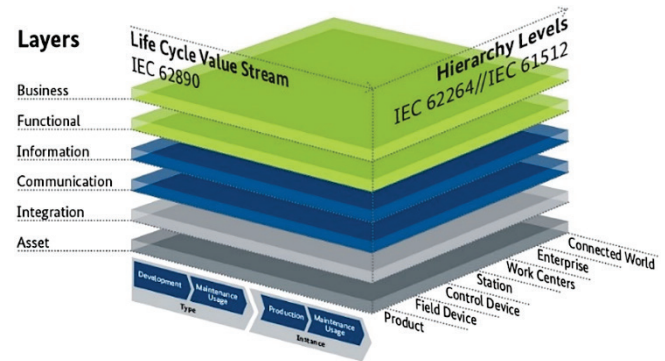 Layers
Life Cycle Value Stream
IEC 62890
Hierarchy Levels
IEC 62264//IEC 61512
Business
Functional
Information
Communication
Integration
Asset
Development
Maintenance
Usage
Type
Production
Maintenance
Usage
Instance
Connected World
Enterprise
Work Centers
Station
Control Device
Field Device
Product